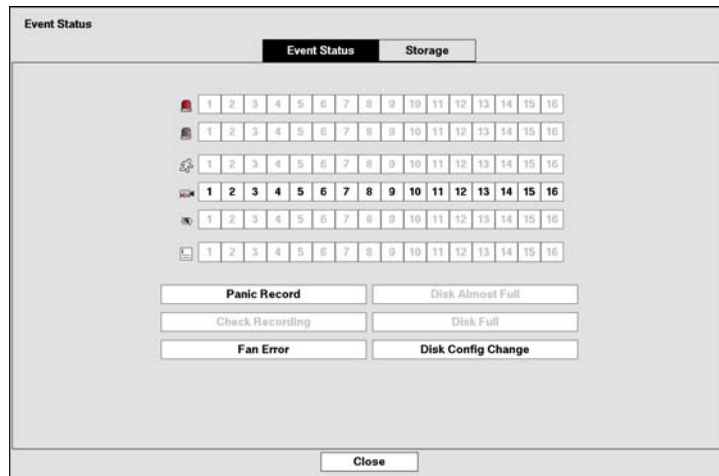 Event Status
Event Status Storage
1 2 3 4 5 6 7 8 9 10 11 12 13 14 15 16
1 2 3 4 5 6 7 8 9 10 11 12 13 14 15 16
1 2 3 4 5 6 7 8 9 10 11 12 13 14 15 16
1 2 3 4 5 6 7 8 9 10 11 12 13 14 15 16
1 2 3 4 5 6 7 8 9 10 11 12 13 14 15 16
1 2 3 4 5 6 7 8 9 10 11 12 13 14 15 16
Panic Record Disk Almost Full
Check Recording Disk Full
Fan Error Disk Config Change
Close